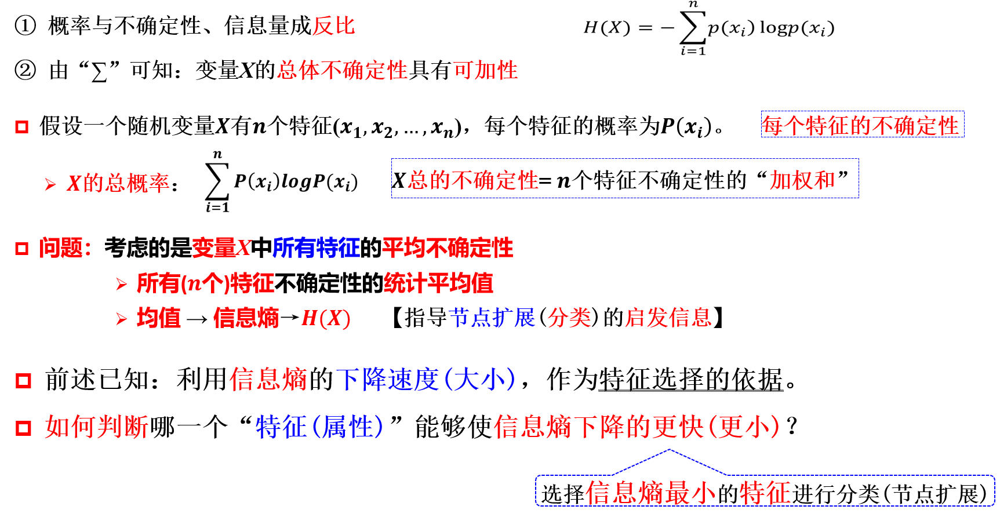 ① 概率与不确定性、信息量成反比
H(X) = −∑_{i=1}^{n} p(x_i) log p(x_i)
② 由“∑”可知：变量X的总体不确定性具有可加性
假设一个随机变量X有n个特征(x₁, x₂, …, xₙ)，每个特征的概率为P(x_i)。
每个特征的不确定性
➢ X的总概率：
∑_{i=1}^{n} P(x_i)logP(x_i)
X总的不确定性= n个特征不确定性的“加权和”
问题：考虑的是变量X中所有特征的平均不确定性
➢ 所有(n个)特征不确定性的统计平均值
➢ 均值 → 信息熵→H(X) 【指导节点扩展(分类)的启发信息】
前述已知：利用信息熵的下降速度(大小)，作为特征选择的依据。
如何判断哪一个“特征(属性)”能够使信息熵下降的更快(更小)？
选择信息熵最小的特征进行分类(节点扩展)